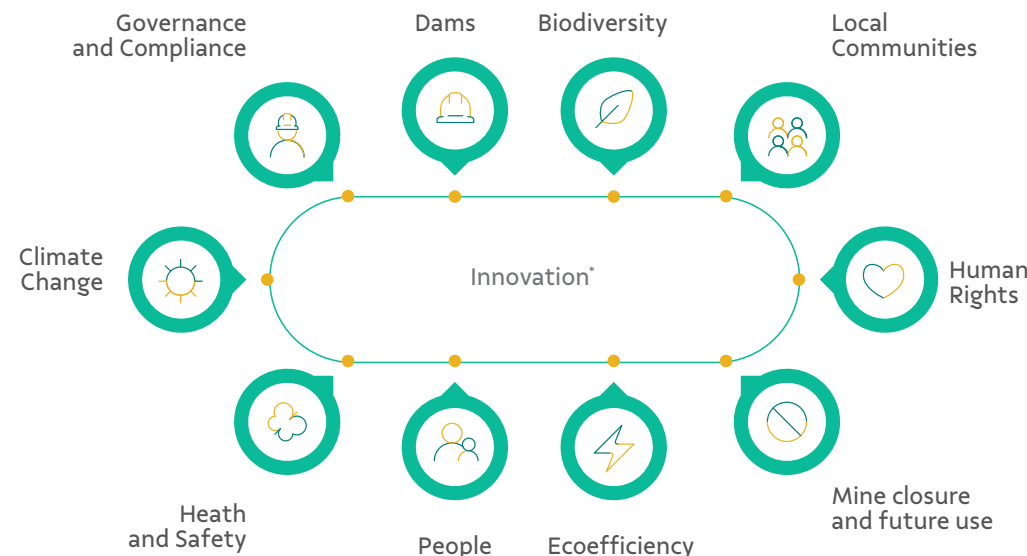 Governance
and Compliance
Dams
Biodiversity
Local
Communities
Climate
Change
Innovation*
Human
Rights
Heath
and Safety
People
Ecoefficiency
Mine closure
and future use